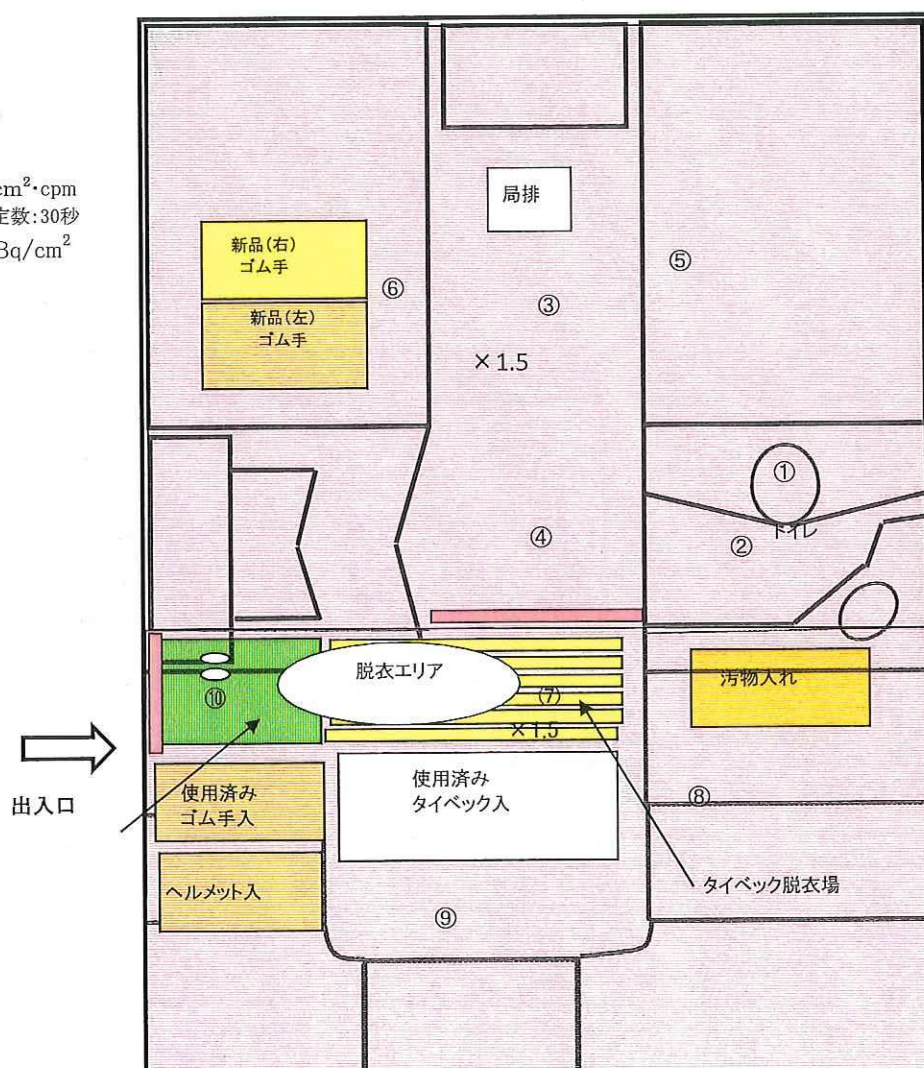 cm²・cpm
定数:30秒
Bq/cm²
局排
新品(右)
ゴム手
⑥
⑤
新品(左)
ゴム手
③
×1.5
①
④
②
トイレ
脱衣エリア
⑩
⑦
汚物入れ
×1.5
出入口
使用済み
ゴム手入
使用済み
タイベック入
⑧
ヘルメット入
タイベック脱衣場
⑨